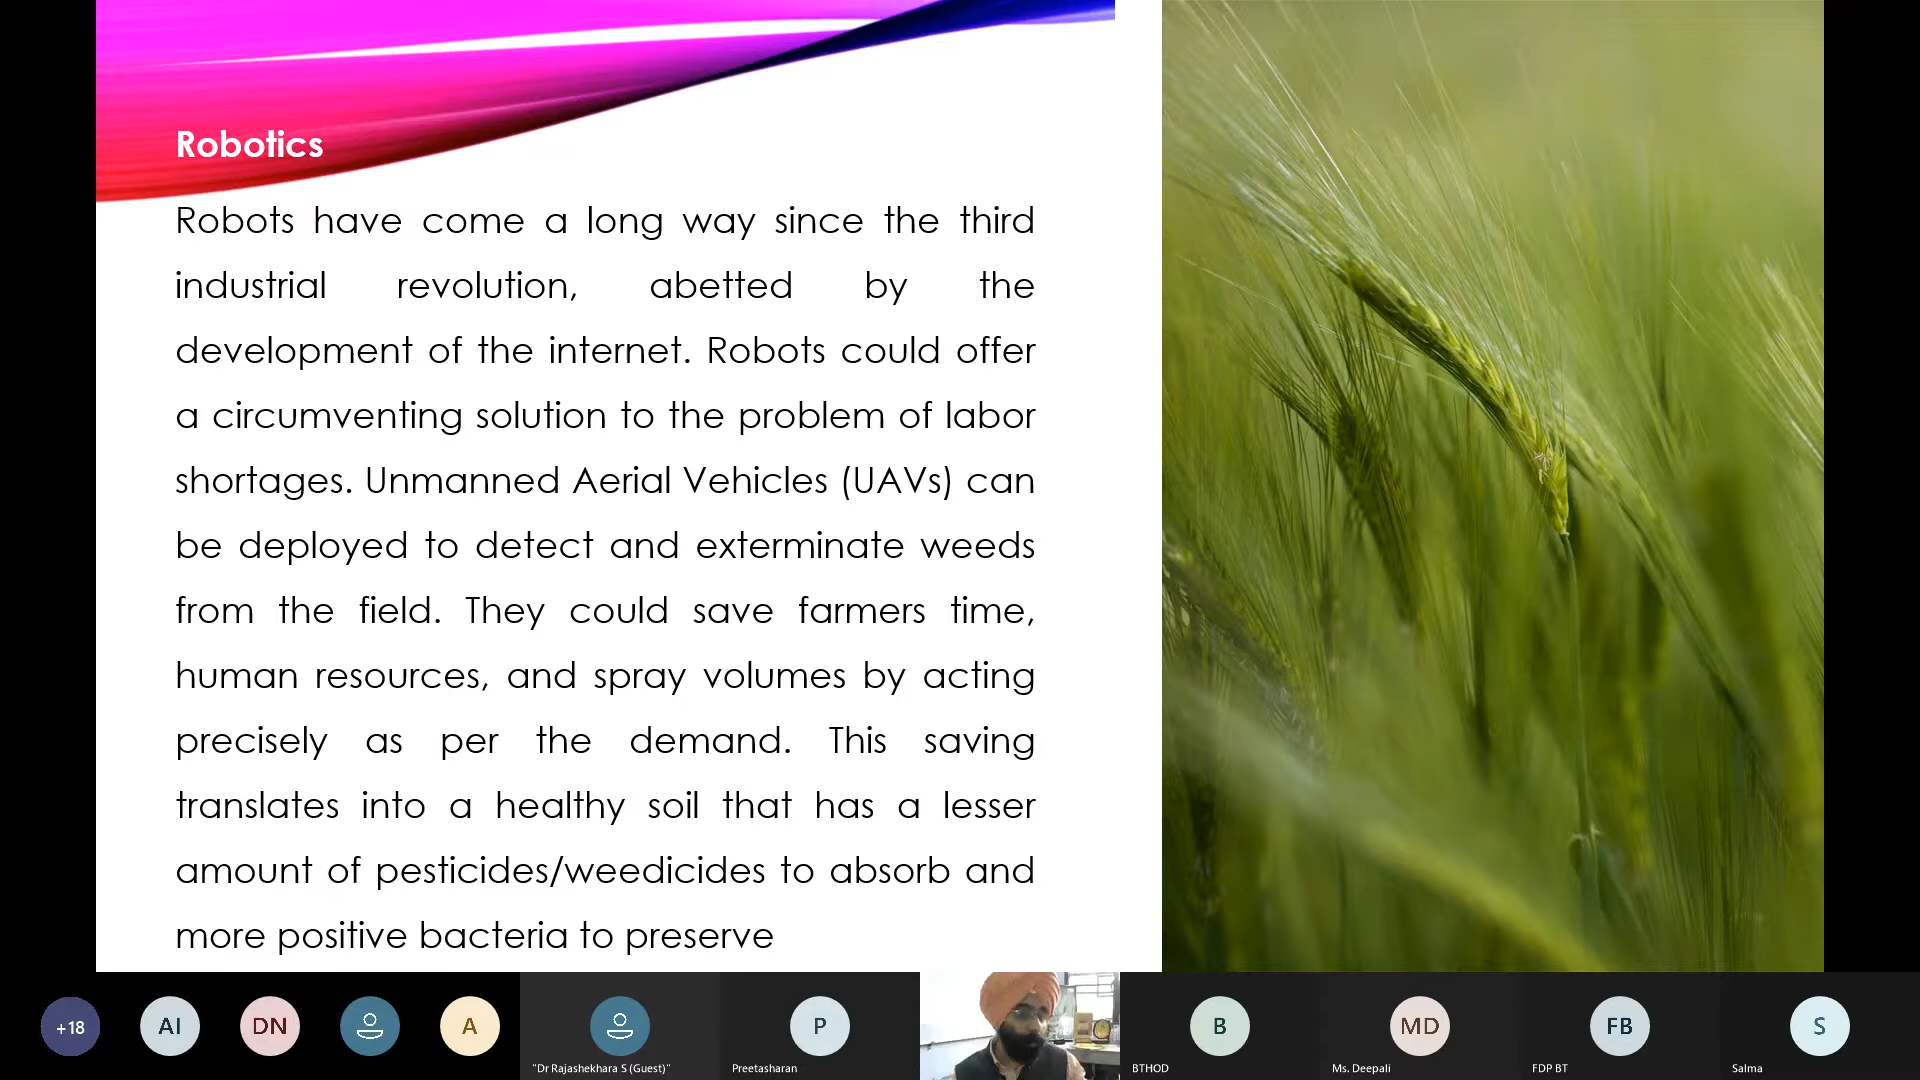 Robotics
Robots have come a long way since the third
industrial revolution, abetted by the
development of the internet. Robots could offer
a circumventing solution to the problem of labor
shortages. Unmanned Aerial Vehicles (UAVs) can
be deployed to detect and exterminate weeds
from the field. They could save farmers time,
human resources, and spray volumes by acting
precisely as per the demand. This saving
translates into a healthy soil that has a lesser
amount of pesticides/weedicides to absorb and
more positive bacteria to preserve
+18
AI
DN
A
P
B
MD
FB
S
"Dr Rajashekhara S (Guest)"
Preetasharan
BTHOD
Ms. Deepali
FDP BT
Salma